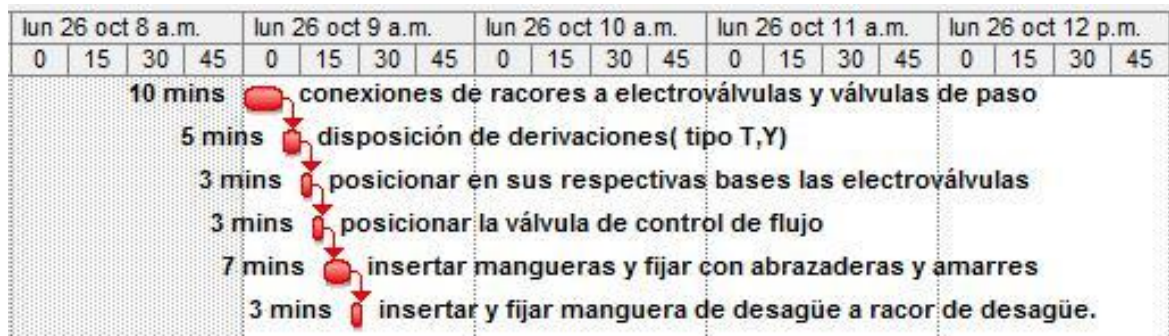 lun 26 oct 8 a.m. lun 26 oct 9 a.m. lun 26 oct 10 a.m. lun 26 oct 11 a.m. lun 26 oct 12 p.m.
0 15 30 45 0 15 30 45 0 15 30 45 0 15 30 45 0 15 30 45
10 mins conexiones de racores a electroválvulas y válvulas de paso
5 mins disposición de derivaciones( tipo T,Y)
3 mins posicionar en sus respectivas bases las electroválvulas
3 mins posicionar la válvula de control de flujo
7 mins insertar mangueras y fijar con abrazaderas y amarres
3 mins insertar y fijar manguera de desagüe a racor de desagüe.